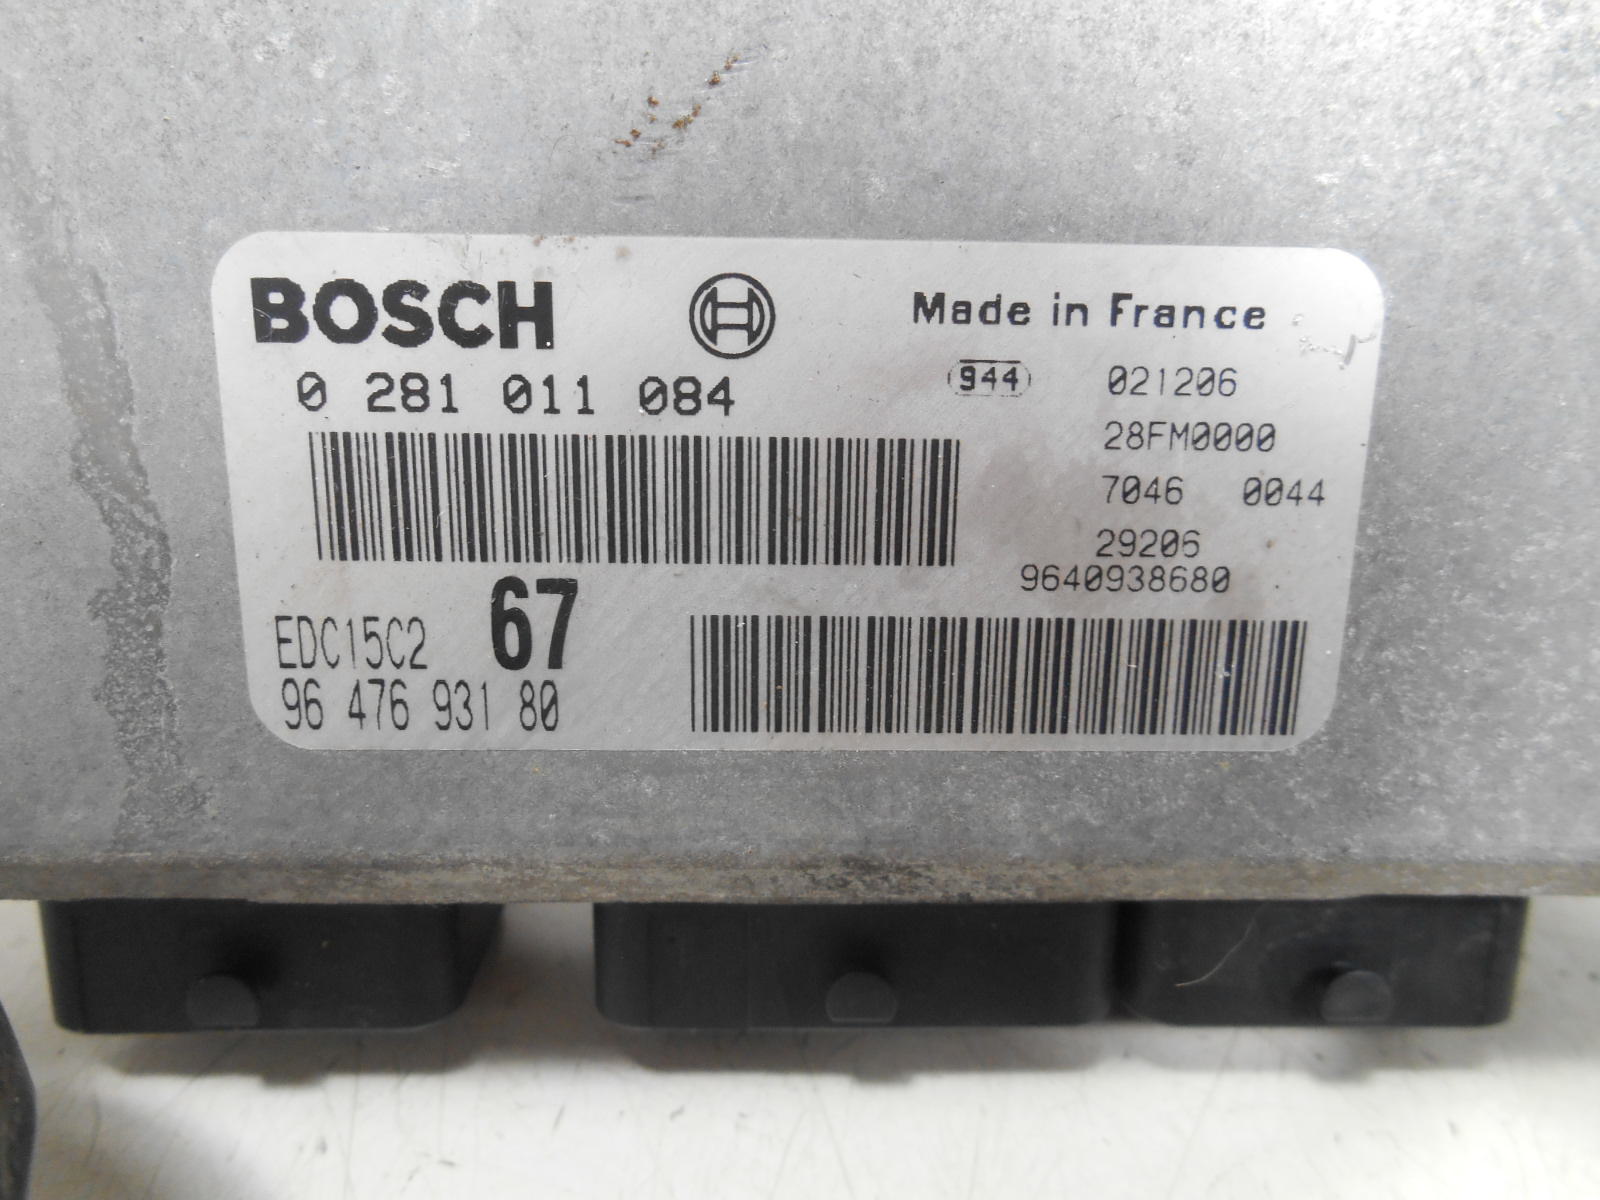 BOSCH
Made in France
0 281 011 084
944 021206
28FM0000
7046 0044
29206
9640938680
EDC15C2 67
96 476 931 80